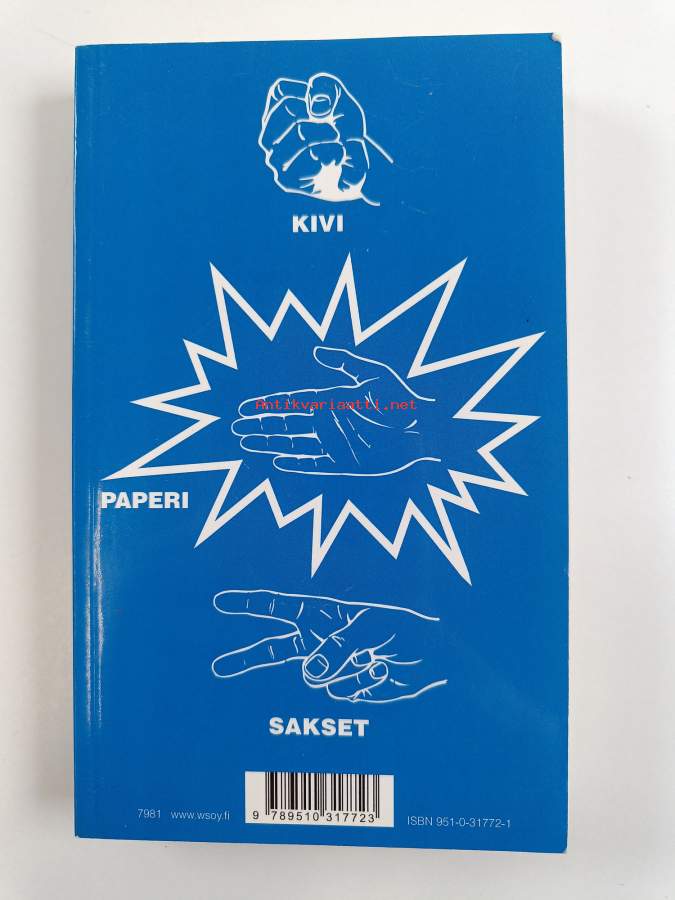 KIVI
Antikvariaatti.net
PAPERI
SAKSET
7981 www.wsoy.fi
9 789510 317723
ISBN 951-0-31772-1